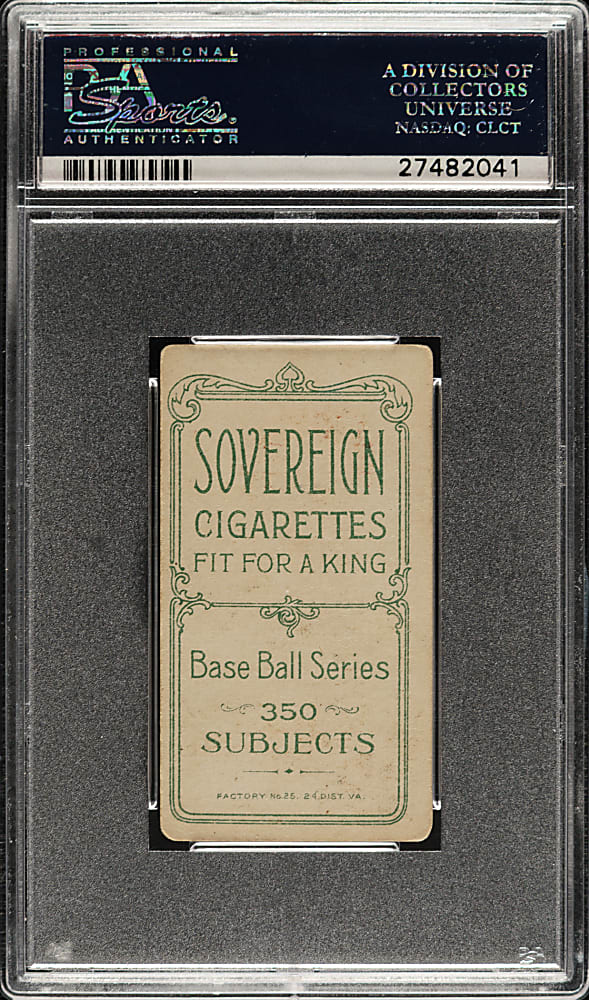 PROFESSIONAL
PSA
Sports.
AUTHENTICATOR
A DIVISION OF
COLLECTORS
UNIVERSE
NASDAQ: CLCT
27482041
SOVEREIGN
CIGARETTES
FIT FOR A KING
Base Ball Series
350
SUBJECTS
FACTORY No 25. 2ⁿᵈ DIST. VA.